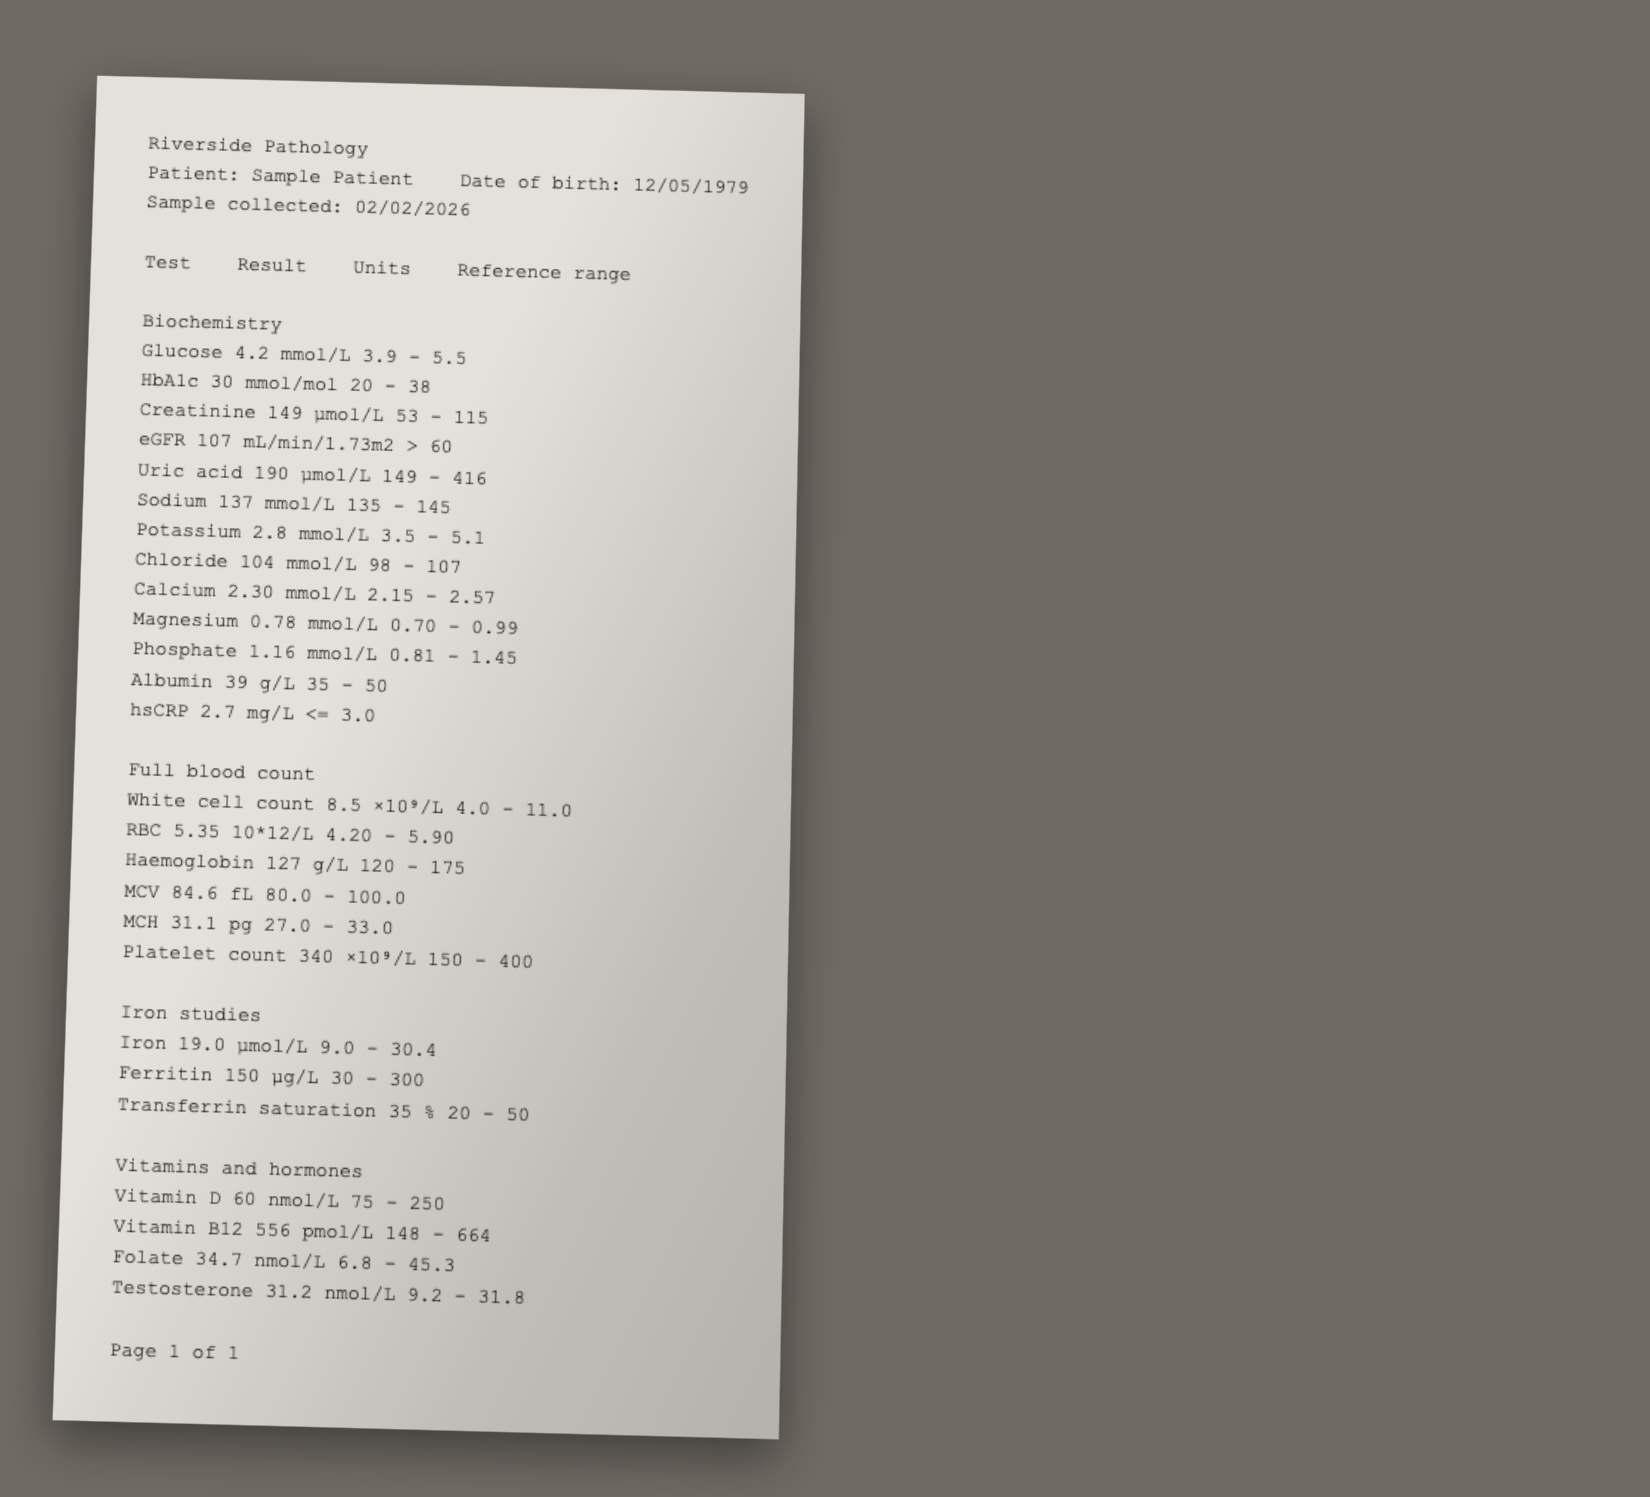 Riverside Pathology
Patient: Sample Patient    Date of birth: 12/05/1979
Sample collected: 02/02/2026
Test    Result    Units    Reference range
Biochemistry
Glucose 4.2 mmol/L 3.9 - 5.5
HbA1c 30 mmol/mol 20 - 38
Creatinine 149 µmol/L 53 - 115
eGFR 107 mL/min/1.73m2 > 60
Uric acid 190 µmol/L 149 - 416
Sodium 137 mmol/L 135 - 145
Potassium 2.8 mmol/L 3.5 - 5.1
Chloride 104 mmol/L 98 - 107
Calcium 2.30 mmol/L 2.15 - 2.57
Magnesium 0.78 mmol/L 0.70 - 0.99
Phosphate 1.16 mmol/L 0.81 - 1.45
Albumin 39 g/L 35 - 50
hsCRP 2.7 mg/L <= 3.0
Full blood count
White cell count 8.5 ×10⁹/L 4.0 - 11.0
RBC 5.35 10*12/L 4.20 - 5.90
Haemoglobin 127 g/L 120 - 175
MCV 84.6 fL 80.0 - 100.0
MCH 31.1 pg 27.0 - 33.0
Platelet count 340 ×10⁹/L 150 - 400
Iron studies
Iron 19.0 µmol/L 9.0 - 30.4
Ferritin 150 µg/L 30 - 300
Transferrin saturation 35 % 20 - 50
Vitamins and hormones
Vitamin D 60 nmol/L 75 - 250
Vitamin B12 556 pmol/L 148 - 664
Folate 34.7 nmol/L 6.8 - 45.3
Testosterone 31.2 nmol/L 9.2 - 31.8
Page 1 of 1